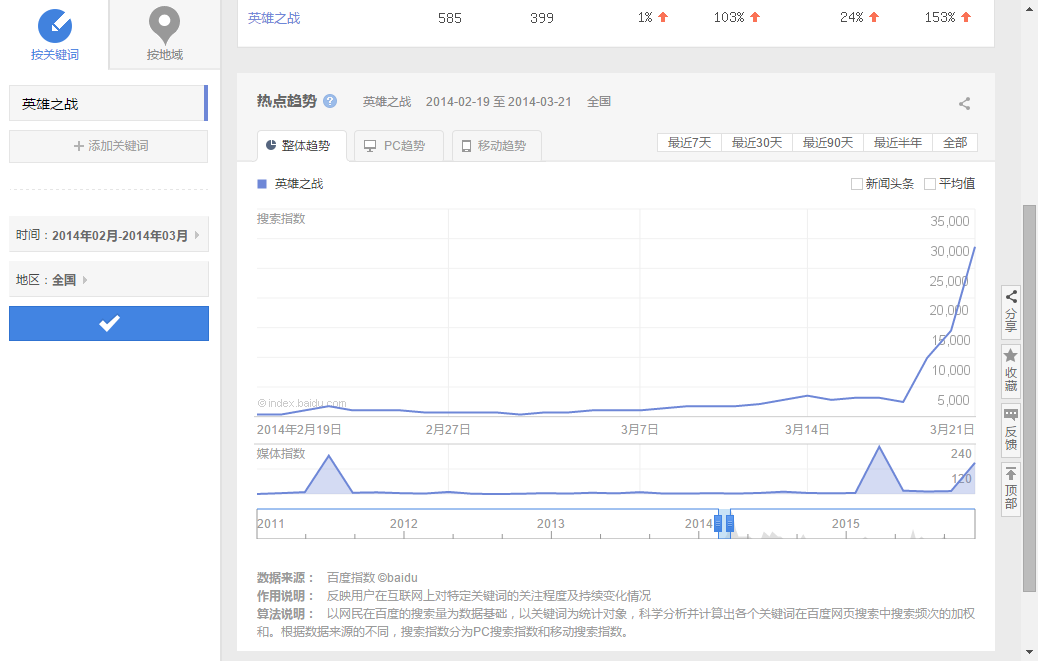 按关键词
按地域
英雄之战
添加关键词
时间：2014年02月-2014年03月
地区：全国
英雄之战 585 399 1% 103% 24% 153%
热点趋势 ? 英雄之战 2014-02-19 至 2014-03-21 全国
整体趋势 PC趋势 移动趋势 最近7天 最近30天 最近90天 最近半年 全部
英雄之战 新闻头条 平均值
搜索指数
35,000
30,000
25,000
20,000
15,000
10,000
5,000
©index.baidu.com
2014年2月19日 2月27日 3月7日 3月14日 3月21日
媒体指数
240
120
2011 2012 2013 2014 2015
数据来源： 百度指数 ©baidu
作用说明： 反映用户在互联网上对特定关键词的关注程度及持续变化情况
算法说明： 以网民在百度的搜索量为数据基础，以关键词为统计对象，科学分析并计算出各个关键词在百度网页搜索中搜索频次的加权
和。根据数据来源的不同，搜索指数分为PC搜索指数和移动搜索指数。
分享
收藏
反馈
顶部